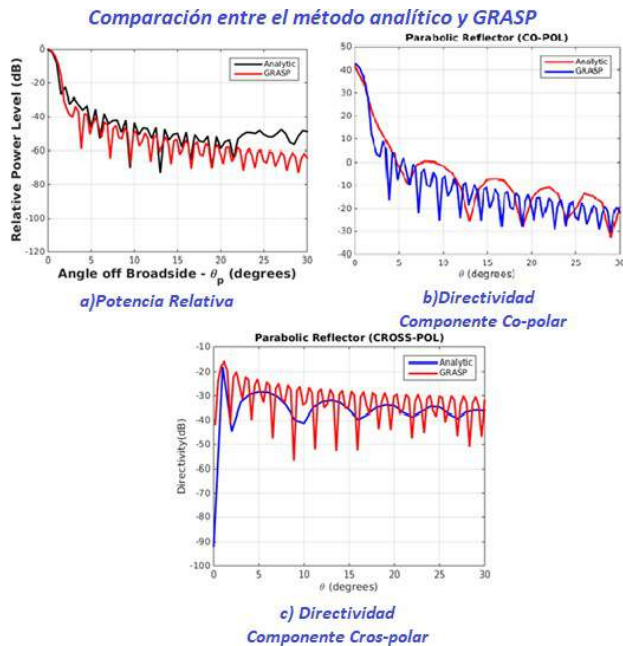 Comparación entre el método analítico y GRASP
Relative Power Level (dB)
0
-20
-40
-60
-80
-100
-120
Analytic
GRASP
0 5 10 15 20 25 30
Angle off Broadside - θp (degrees)
a)Potencia Relativa
Parabolic Reflector (CO-POL)
50
40
30
20
10
0
-10
-20
-30
-40
Analytic
GRASP
0 5 10 15 20 25 30
θ (degrees)
b)Directividad
Componente Co-polar
Parabolic Reflector (CROSS-POL)
Directivity(dB)
-10
-20
-30
-40
-50
-60
-70
-80
-90
-100
Analytic
GRASP
0 5 10 15 20 25 30
θ (degrees)
c) Directividad
Componente Cros-polar